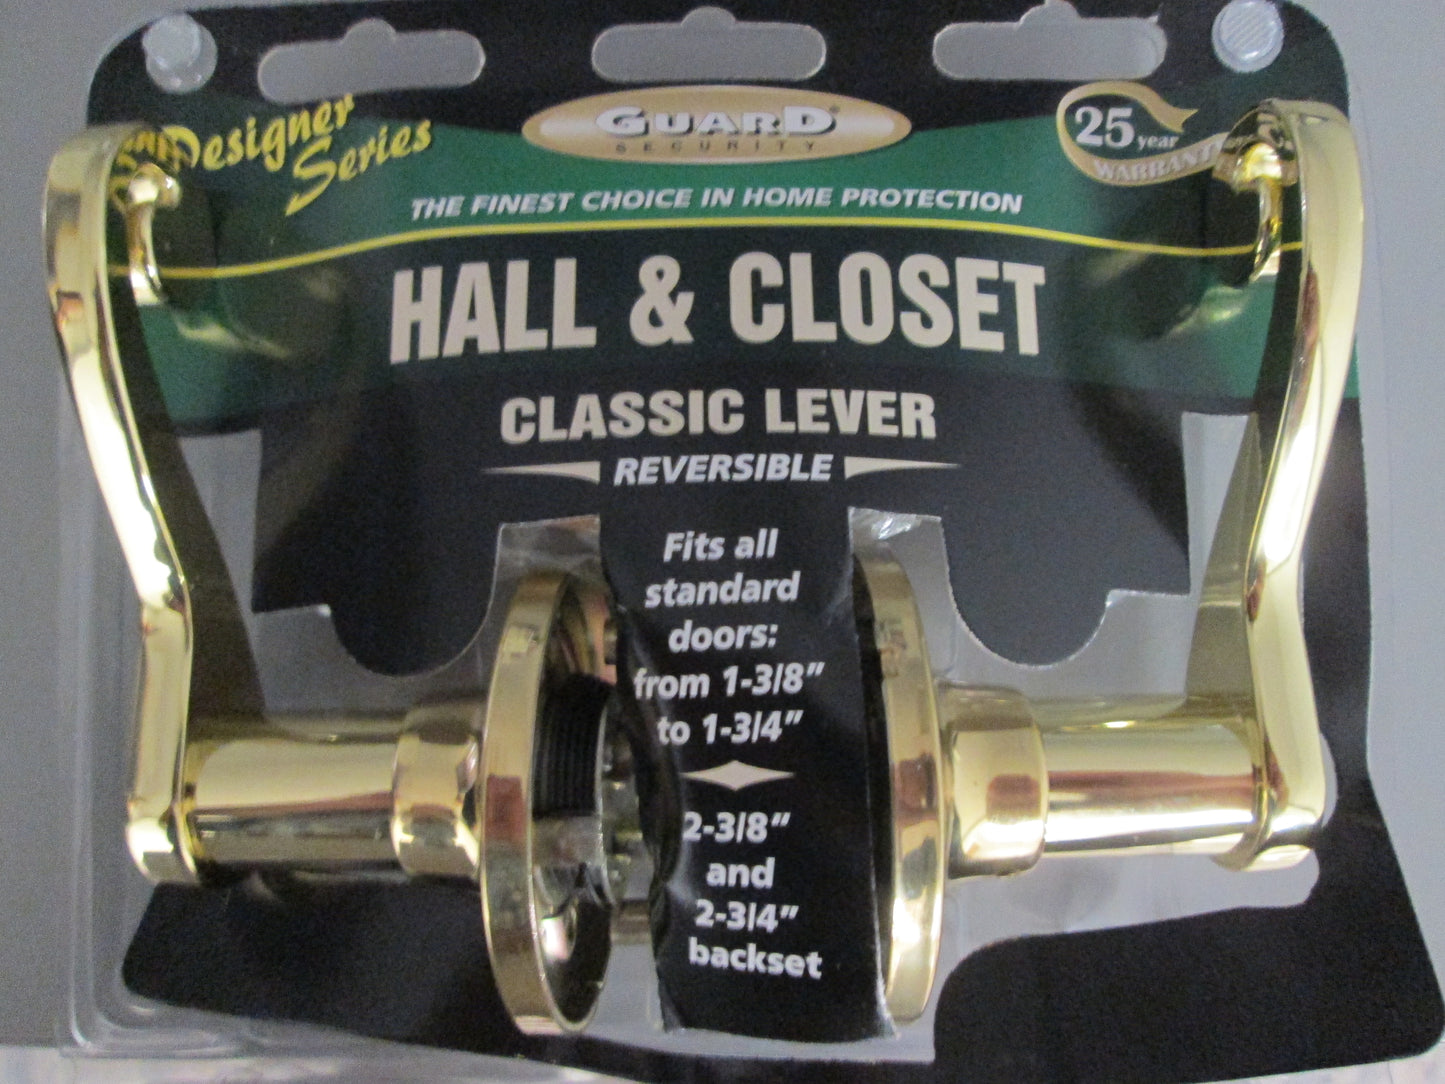 Designer
Series
GUARD®
SECURITY
25 year
WARRANTY
THE FINEST CHOICE IN HOME PROTECTION
HALL & CLOSET
CLASSIC LEVER
REVERSIBLE
Fits all
standard
doors:
from 1-3/8"
to 1-3/4"
2-3/8"
and
2-3/4"
backset